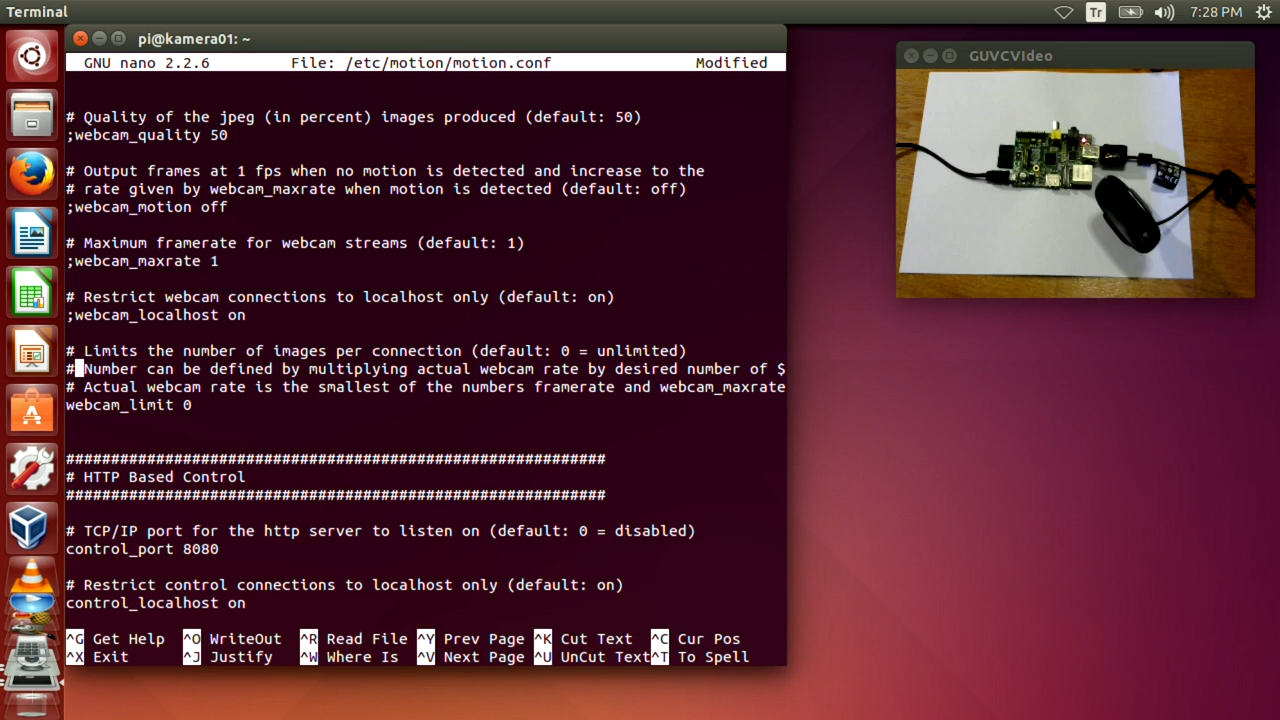 Terminal
Tr
7:28 PM
pi@kamera01: ~
GNU nano 2.2.6 File: /etc/motion/motion.conf Modified
# Quality of the jpeg (in percent) images produced (default: 50)
;webcam_quality 50
# Output frames at 1 fps when no motion is detected and increase to the
# rate given by webcam_maxrate when motion is detected (default: off)
;webcam_motion off
# Maximum framerate for webcam streams (default: 1)
;webcam_maxrate 1
# Restrict webcam connections to localhost only (default: on)
;webcam_localhost on
# Limits the number of images per connection (default: 0 = unlimited)
# Number can be defined by multiplying actual webcam rate by desired number of $
# Actual webcam rate is the smallest of the numbers framerate and webcam_maxrate
webcam_limit 0
############################################################
# HTTP Based Control
############################################################
# TCP/IP port for the http server to listen on (default: 0 = disabled)
control_port 8080
# Restrict control connections to localhost only (default: on)
control_localhost on
^G Get Help ^O WriteOut ^R Read File ^Y Prev Page ^K Cut Text ^C Cur Pos
^X Exit ^J Justify ^W Where Is ^V Next Page ^U UnCut Text ^T To Spell
GUVCVIdeo